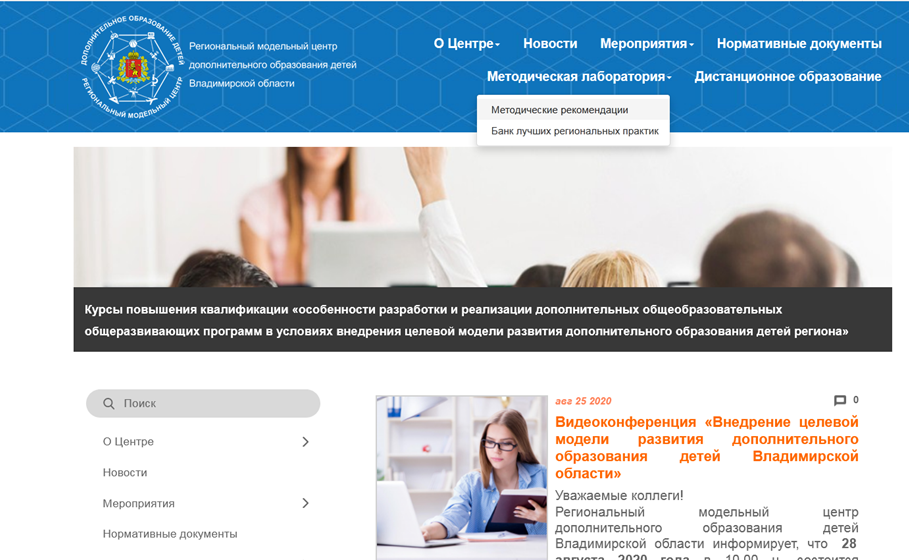 ДОПОЛНИТЕЛЬНОЕ ОБРАЗОВАНИЕ ДЕТЕЙ
РЕГИОНАЛЬНЫЙ МОДЕЛЬНЫЙ ЦЕНТР
Региональный модельный центр
дополнительного образования детей
Владимирской области
О Центре
Новости
Мероприятия
Нормативные документы
Методическая лаборатория
Дистанционное образование
Методические рекомендации
Банк лучших региональных практик
Курсы повышения квалификации «особенности разработки и реализации дополнительных общеобразовательных
общеразвивающих программ в условиях внедрения целевой модели развития дополнительного образования детей региона»
Поиск
О Центре
Новости
Мероприятия
Нормативные документы
авг 25 2020
0
Видеоконференция «Внедрение целевой
модели развития дополнительного
образования детей Владимирской
области»
Уважаемые коллеги!
Региональный модельный центр
дополнительного образования детей
Владимирской области информирует, что 28
августа 2020 года в 10.00 ч. состоится